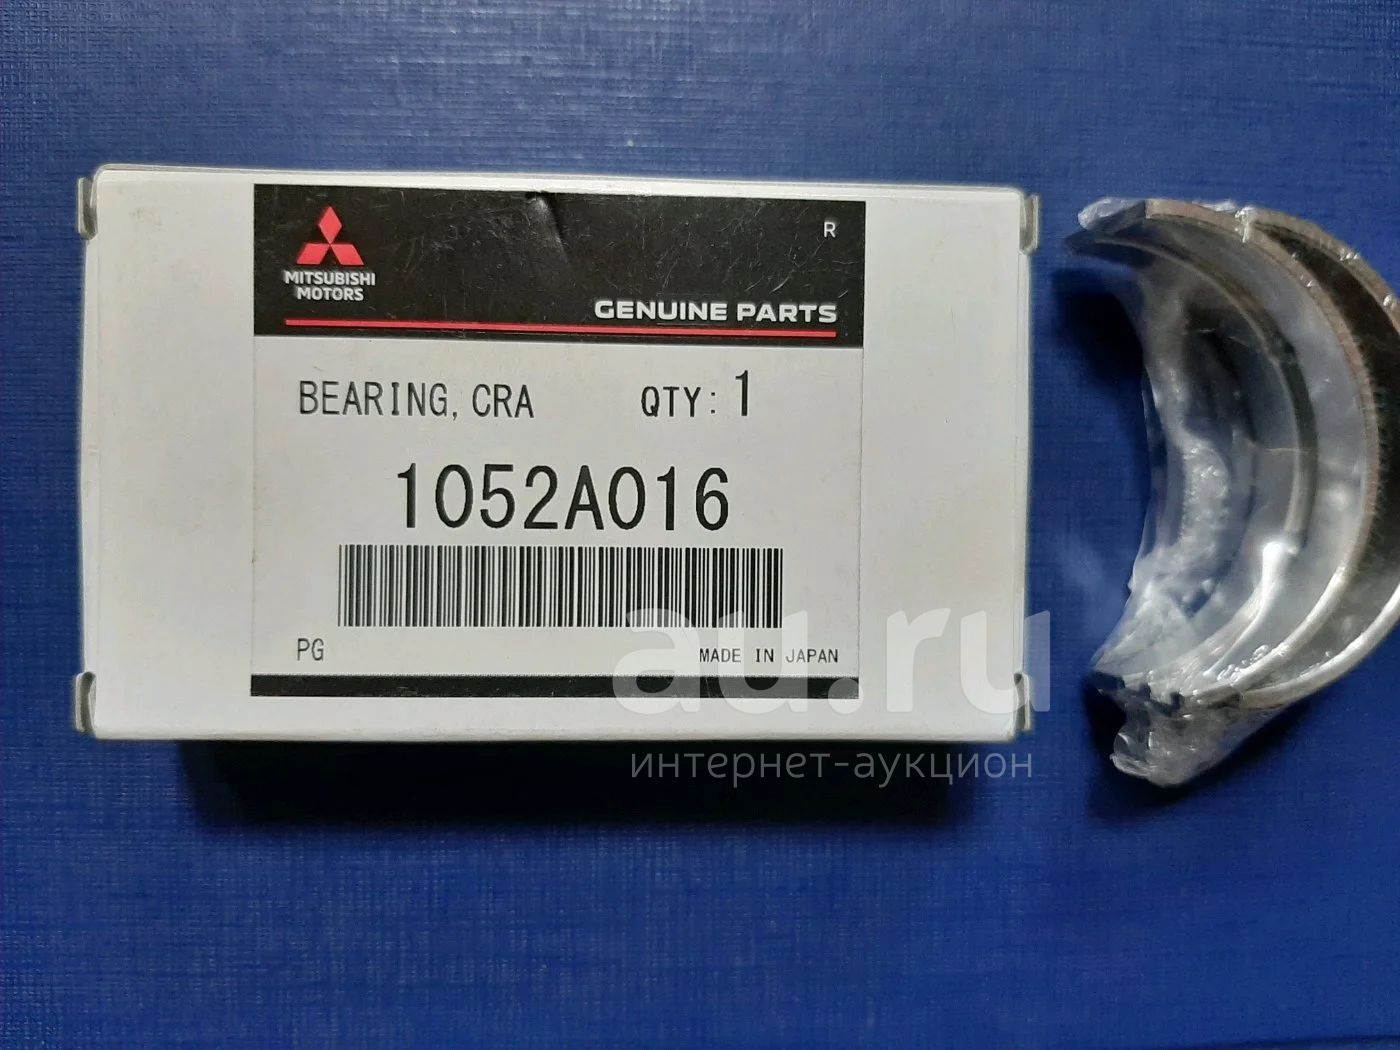 R
MITSUBISHI
MOTORS
GENUINE PARTS
BEARING, CRA QTY: 1
1052A016
PG MADE IN JAPAN
au.ru
интернет-аукцион